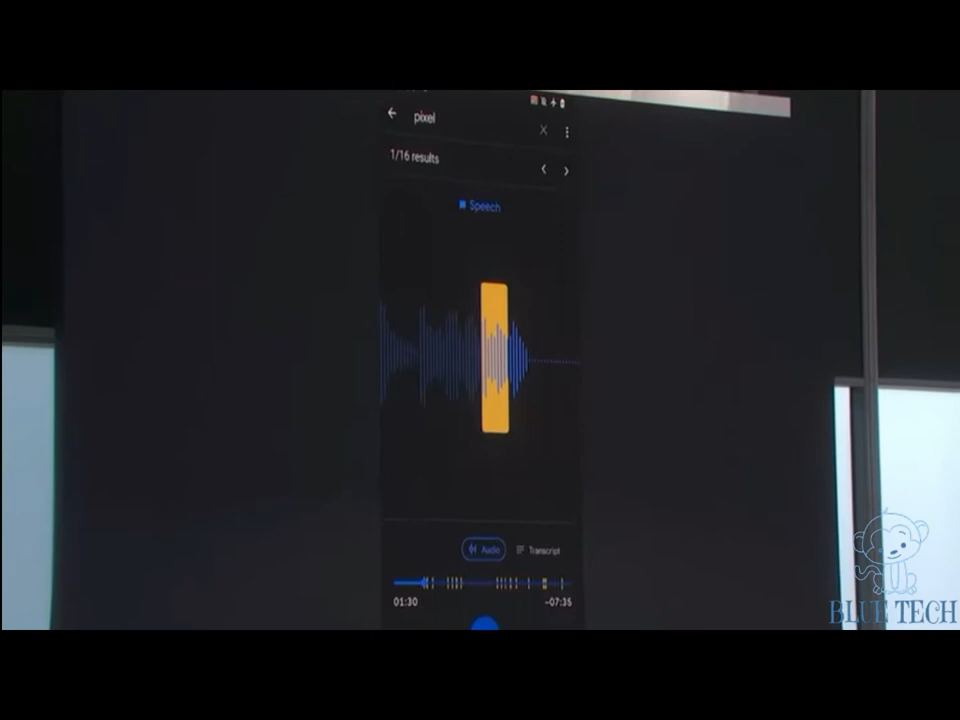 pixel
1/16 results
Speech
Audio
Transcript
01:30
-07:35
BLUE TECH